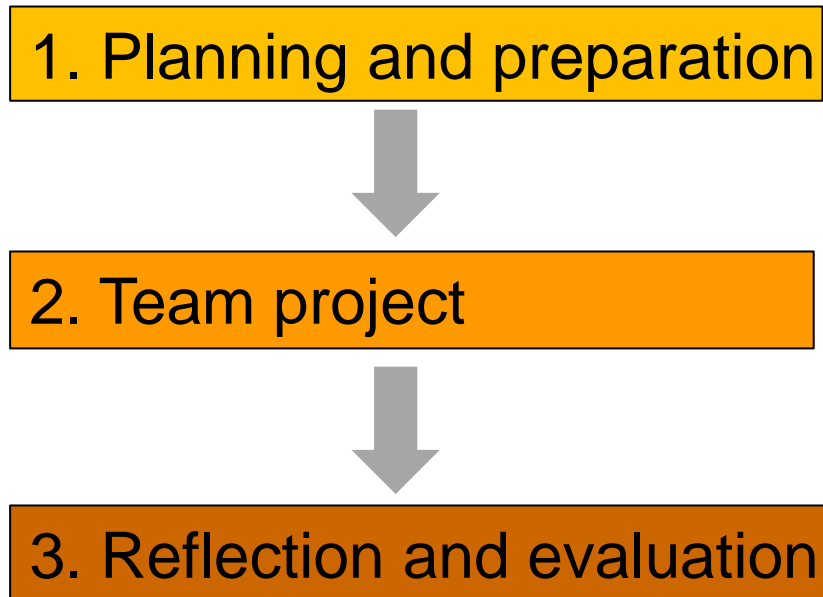 1. Planning and preparation
2. Team project
3. Reflection and evaluation